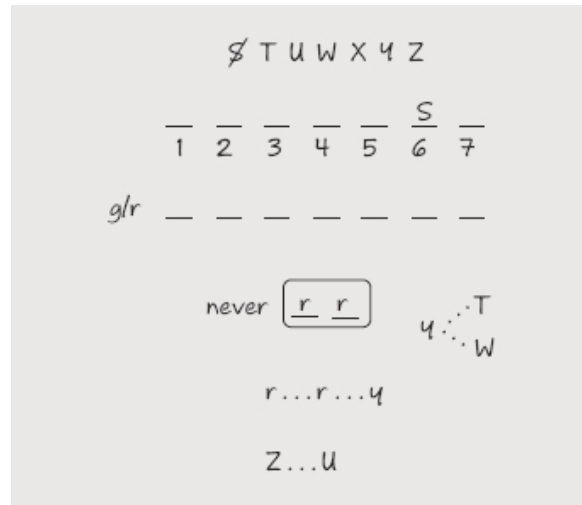 S T U W X Y Z
S
1 2 3 4 5 6 7
g/r
never r r
Y T
W
r...r...Y
Z...U